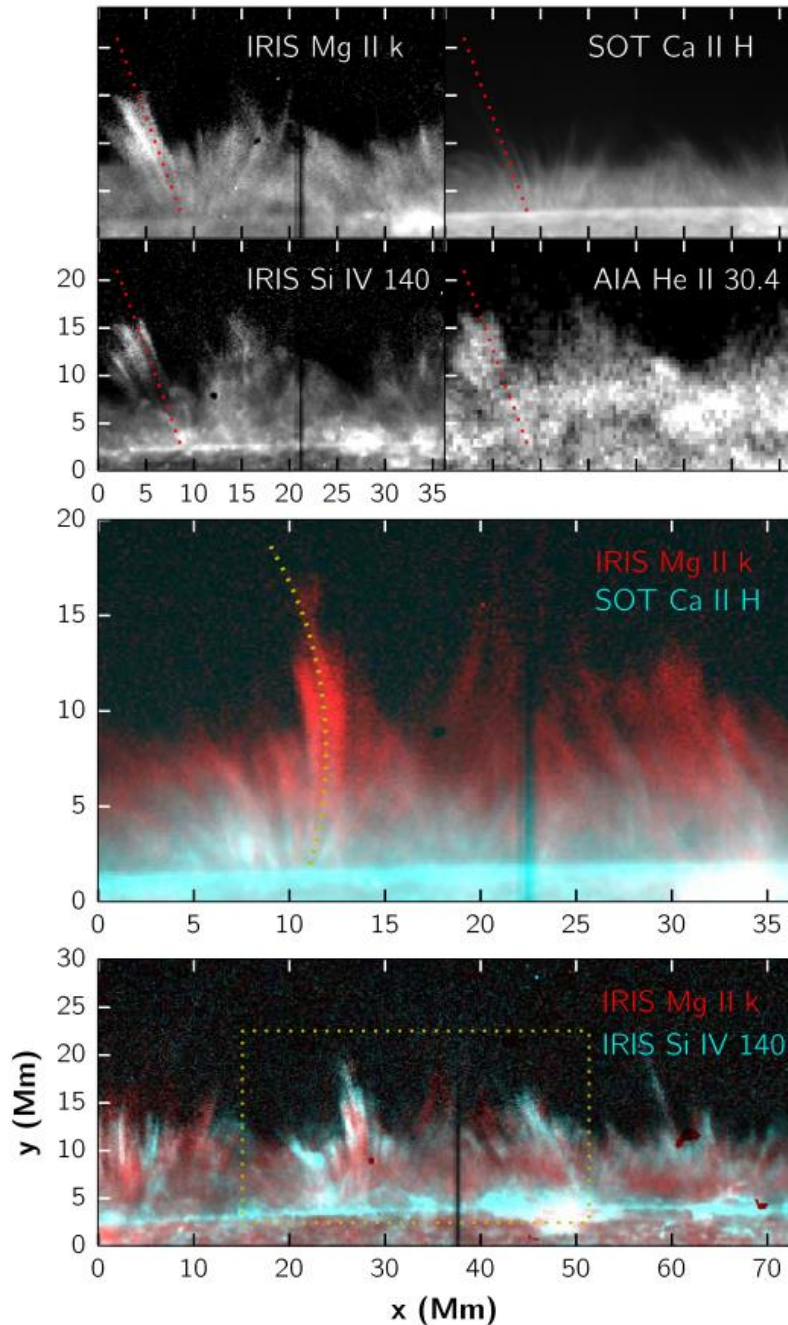 IRIS Mg II k
SOT Ca II H
20
15
10
5
0
IRIS Si IV 140
AIA He II 30.4
0 5 10 15 20 25 30 35
20
15
10
5
0
IRIS Mg II k
SOT Ca II H
0 5 10 15 20 25 30 35
30
25
20
15
10
5
0
y (Mm)
IRIS Mg II k
IRIS Si IV 140
0 10 20 30 40 50 60 70
x (Mm)